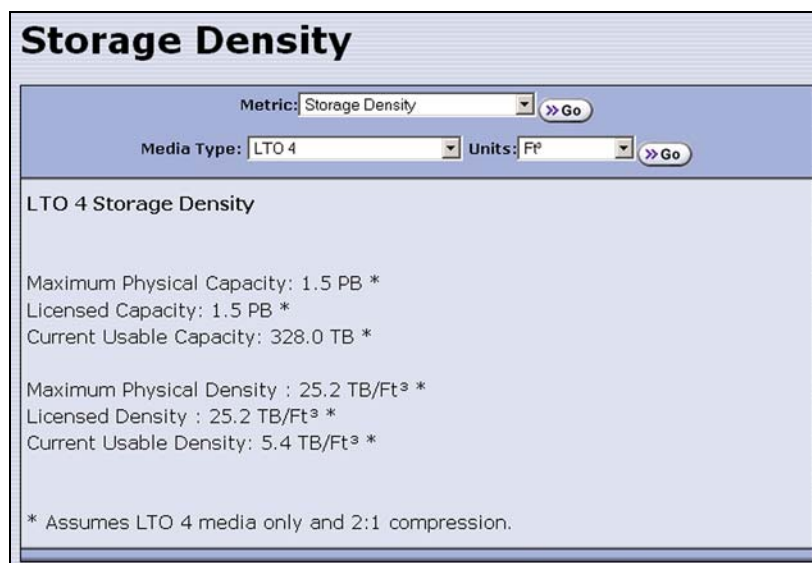 Storage Density
Metric: Storage Density Go
Media Type: LTO 4 Units: Ft³ Go
LTO 4 Storage Density
Maximum Physical Capacity: 1.5 PB *
Licensed Capacity: 1.5 PB *
Current Usable Capacity: 328.0 TB *
Maximum Physical Density : 25.2 TB/Ft³ *
Licensed Density : 25.2 TB/Ft³ *
Current Usable Density: 5.4 TB/Ft³ *
* Assumes LTO 4 media only and 2:1 compression.